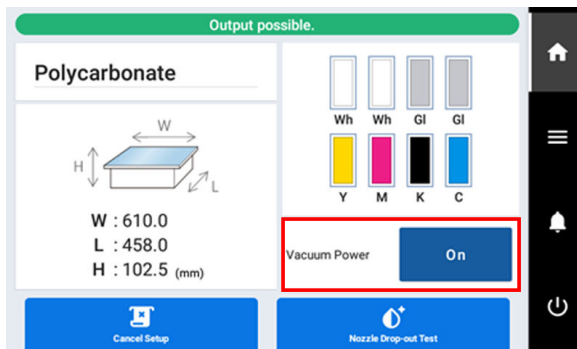 Output possible.
Polycarbonate
W
H
L
W : 610.0
L : 458.0
H : 102.5 (mm)
Wh Wh Gl Gl
Y M K C
Vacuum Power On
Cancel Setup
Nozzle Drop-out Test